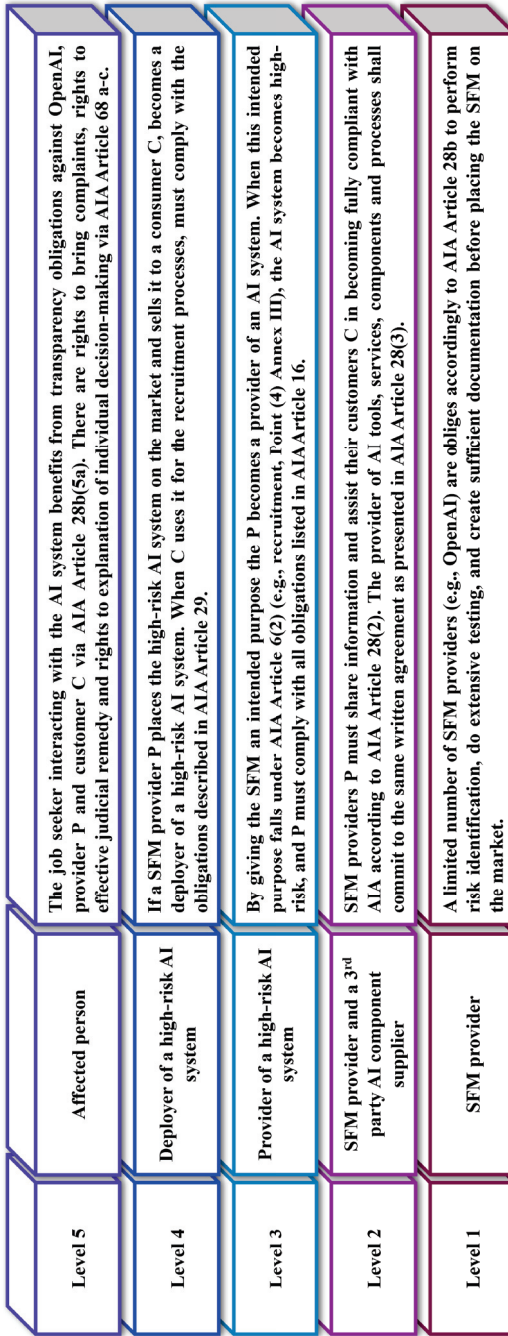 Level 5
Affected person
The job seeker interacting with the AI system benefits from transparency obligations against OpenAI,
provider P and customer C via AIA Article 28b(5a). There are rights to bring complaints, rights to
effective judicial remedy and rights to explanation of individual decision-making via AIA Article 68 a-c.
Level 4
Deployer of a high-risk AI
system
If a SFM provider P places the high-risk AI system on the market and sells it to a consumer C, becomes a
deployer of a high-risk AI system. When C uses it for the recruitment processes, must comply with the
obligations described in AIA Article 29.
Level 3
Provider of a high-risk AI
system
By giving the SFM an intended purpose the P becomes a provider of an AI system. When this intended
purpose falls under AIA Article 6(2) (e.g., recruitment, Point (4) Annex III), the AI system becomes high-
risk, and P must comply with all obligations listed in AIA Article 16.
Level 2
SFM provider and a 3rd
party AI component
supplier
SFM providers P must share information and assist their customers C in becoming fully compliant with
AIA according to AIA Article 28(2). The provider of AI tools, services, components and processes shall
commit to the same written agreement as presented in AIA Article 28(3).
Level 1
SFM provider
A limited number of SFM providers (e.g., OpenAI) are obliges accordingly to AIA Article 28b to perform
risk identification, do extensive testing, and create sufficient documentation before placing the SFM on
the market.